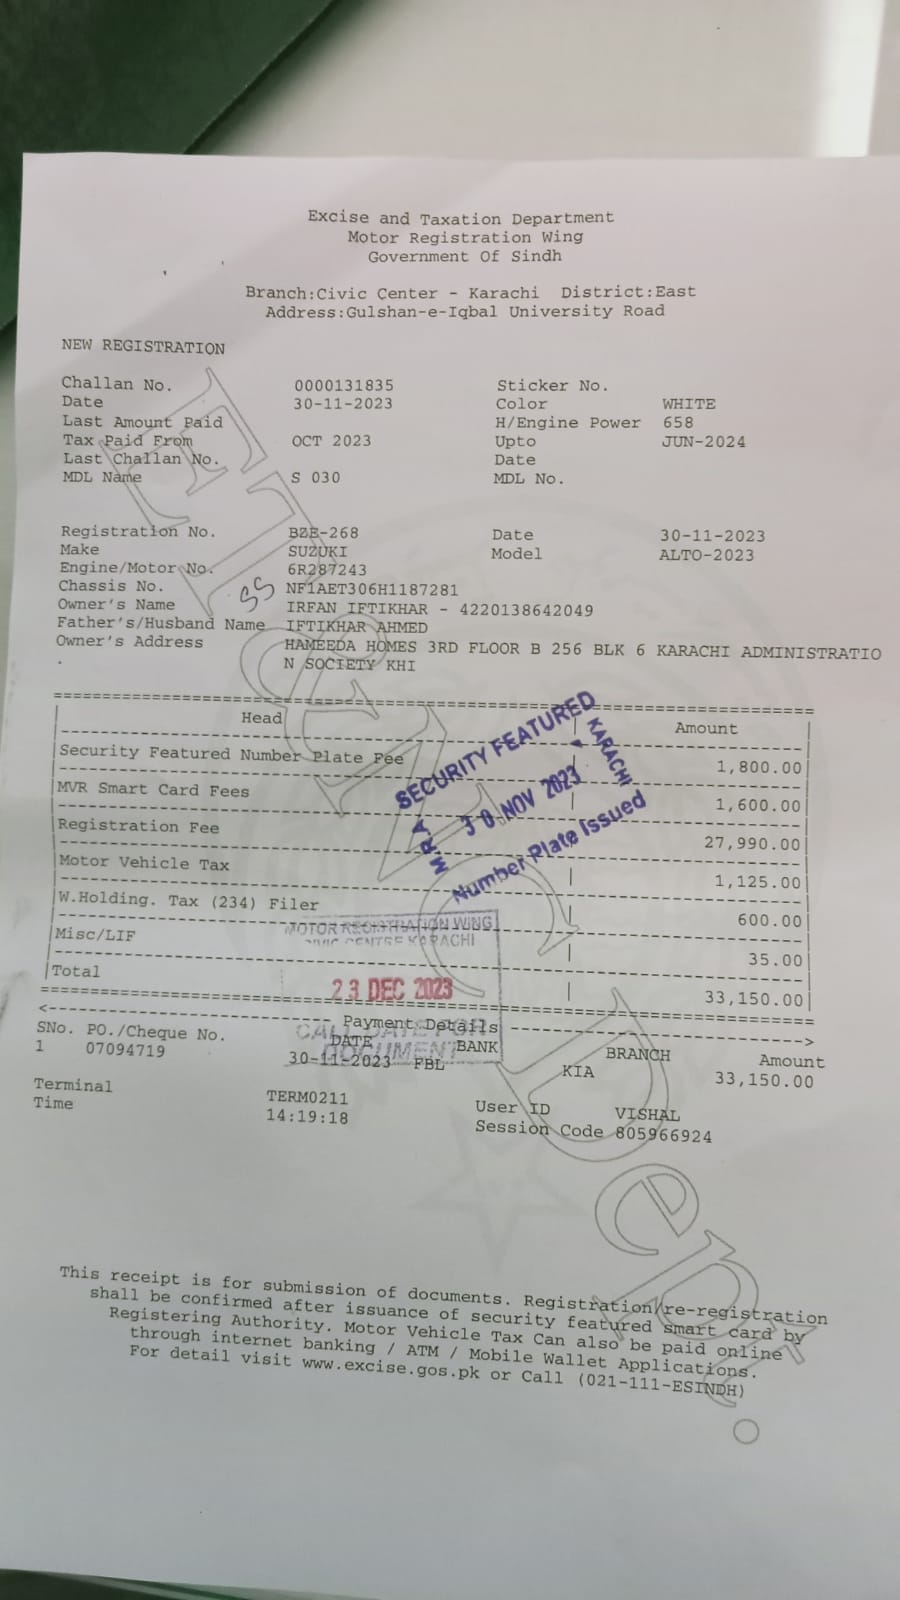 Excise and Taxation Department
Motor Registration Wing
Government Of Sindh
Branch:Civic Center - Karachi District:East
Address:Gulshan-e-Iqbal University Road
NEW REGISTRATION
Challan No. 0000131835 Sticker No.
Date 30-11-2023 Color WHITE
Last Amount Paid H/Engine Power 658
Tax Paid From OCT 2023 Upto JUN-2024
Last Challan No. Date
MDL Name S 030 MDL No.
Registration No. BZE-268 Date 30-11-2023
Make SUZUKI Model ALTO-2023
Engine/Motor No. 6R287243
Chassis No. NF1AET306H1187281
SS
Owner's Name IRFAN IFTIKHAR - 4220138642049
Father's/Husband Name IFTIKHAR AHMED
Owner's Address HAMEEDA HOMES 3RD FLOOR B 256 BLK 6 KARACHI ADMINISTRATIO
N SOCIETY KHI
Head Amount
Security Featured Number Plate Fee 1,800.00
MVR Smart Card Fees 1,600.00
Registration Fee 27,990.00
Motor Vehicle Tax 1,125.00
W.Holding. Tax (234) Filer 600.00
Misc/LIF 35.00
Total 33,150.00
SECURITY FEATURED
KARACHI
30 NOV 2023
MRA
Number Plate Issued
MOTOR REGISTRATION WING
CIVIC CENTRE KARACHI
23 DEC 2023
CALL DATE FOR
DOCUMENT
Payment Details
SNo. PO./Cheque No. DATE BANK BRANCH Amount
1 07094719 30-11-2023 FBL KIA 33,150.00
Terminal TERM0211 User ID VISHAL
Time 14:19:18 Session Code 805966924
This receipt is for submission of documents. Registration/re-registration
shall be confirmed after issuance of security featured smart card by
Registering Authority. Motor Vehicle Tax Can also be paid online
through internet banking / ATM / Mobile Wallet Applications.
For detail visit www.excise.gos.pk or Call (021-111-ESINDH)